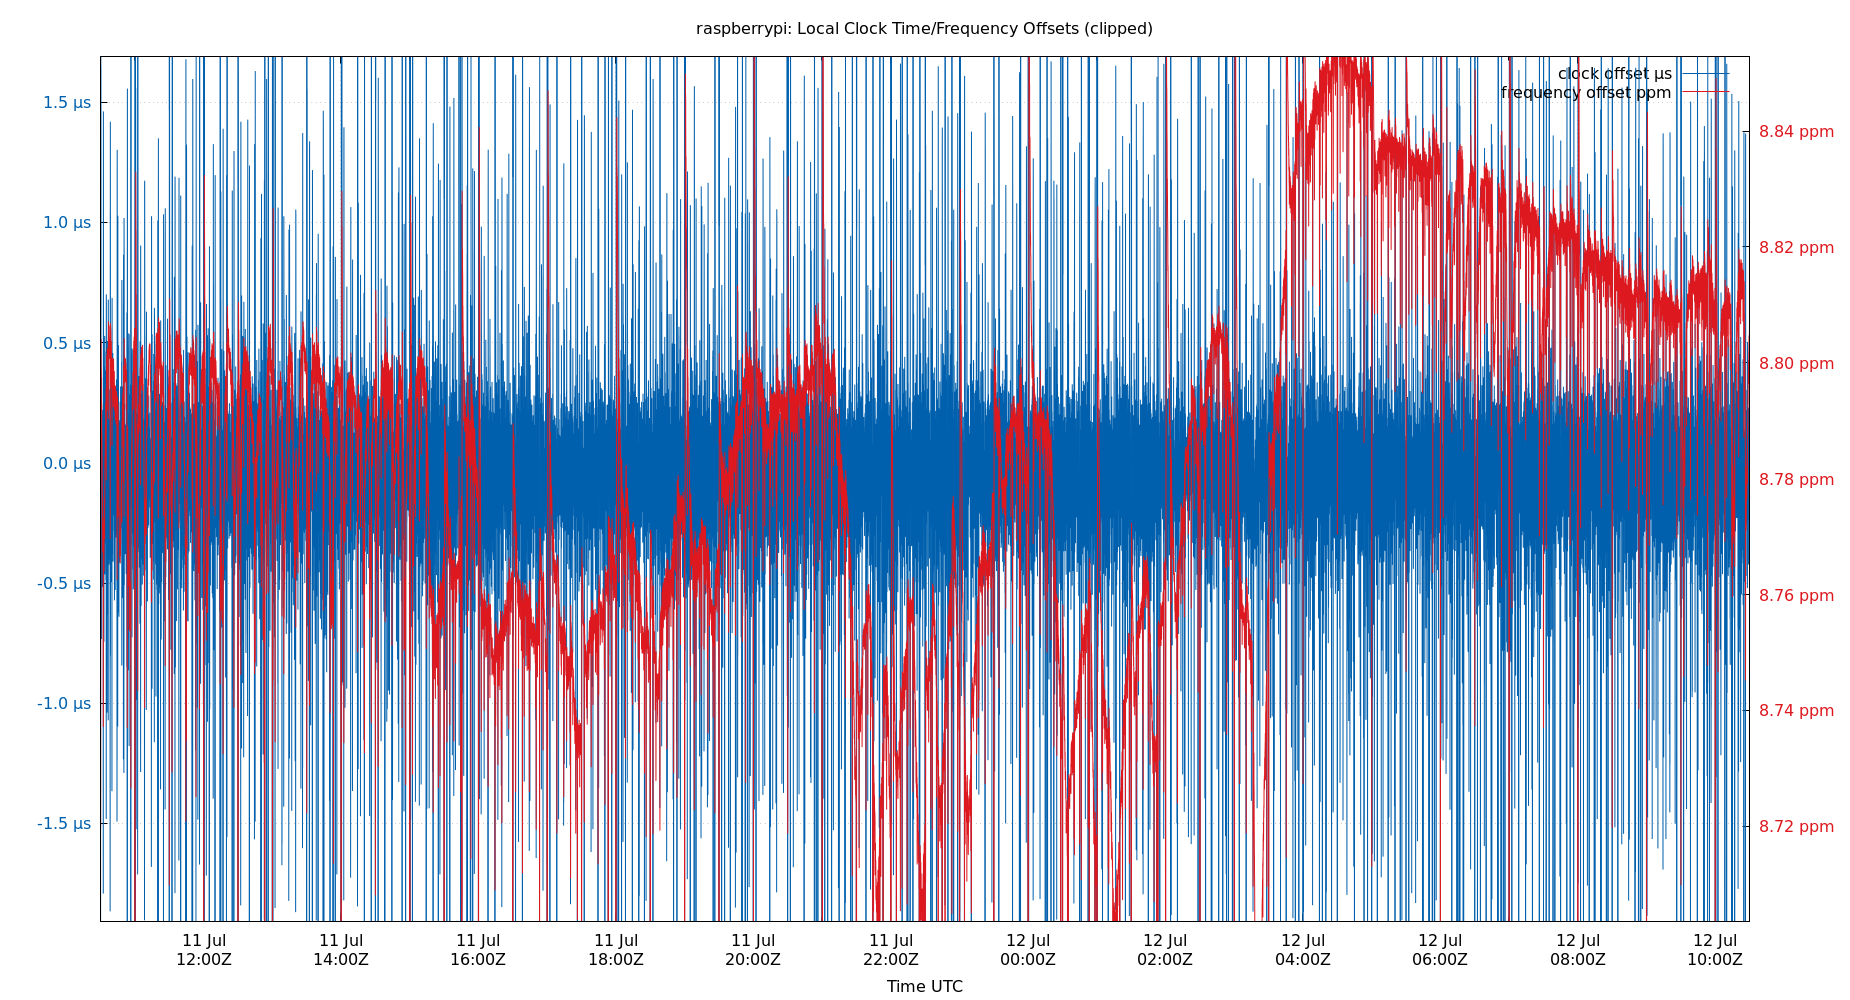 raspberrypi: Local Clock Time/Frequency Offsets (clipped)
clock offset µs
frequency offset ppm
1.5 µs
1.0 µs
0.5 µs
0.0 µs
-0.5 µs
-1.0 µs
-1.5 µs
8.84 ppm
8.82 ppm
8.80 ppm
8.78 ppm
8.76 ppm
8.74 ppm
8.72 ppm
11 Jul
12:00Z
11 Jul
14:00Z
11 Jul
16:00Z
11 Jul
18:00Z
11 Jul
20:00Z
11 Jul
22:00Z
12 Jul
00:00Z
12 Jul
02:00Z
12 Jul
04:00Z
12 Jul
06:00Z
12 Jul
08:00Z
12 Jul
10:00Z
Time UTC